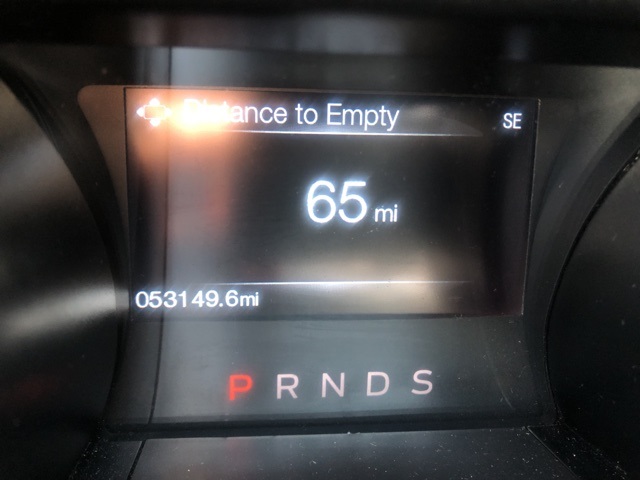 Distance to Empty
SE
65 mi
053149.6mi
P R N D S